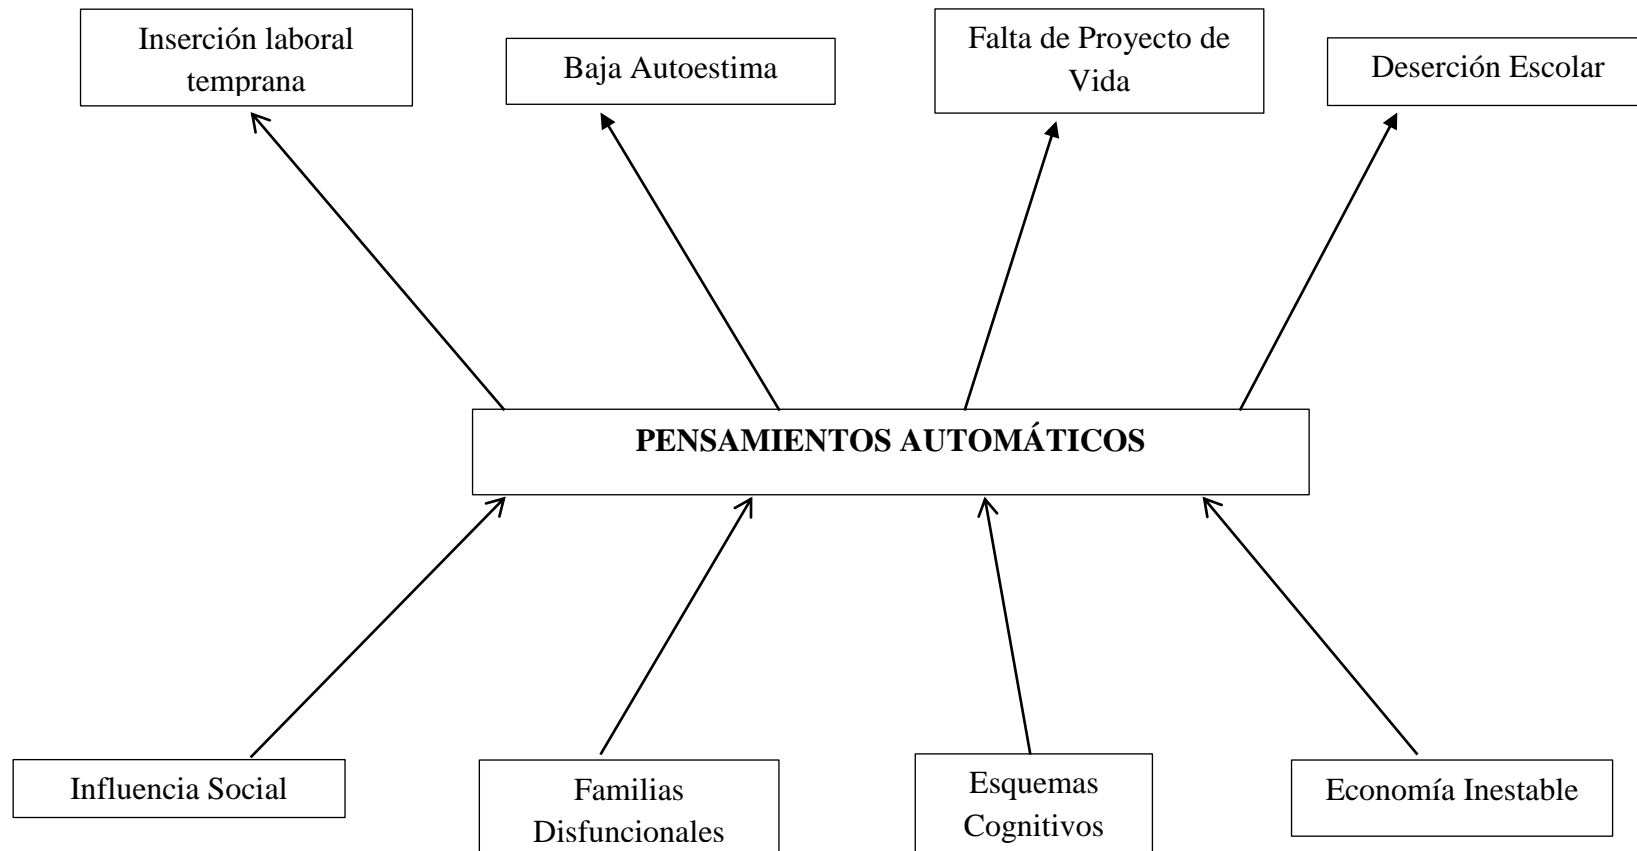 Inserción laboral
temprana
Baja Autoestima
Falta de Proyecto de
Vida
Deserción Escolar
PENSAMIENTOS AUTOMÁTICOS
Influencia Social
Familias
Disfuncionales
Esquemas
Cognitivos
Economía Inestable